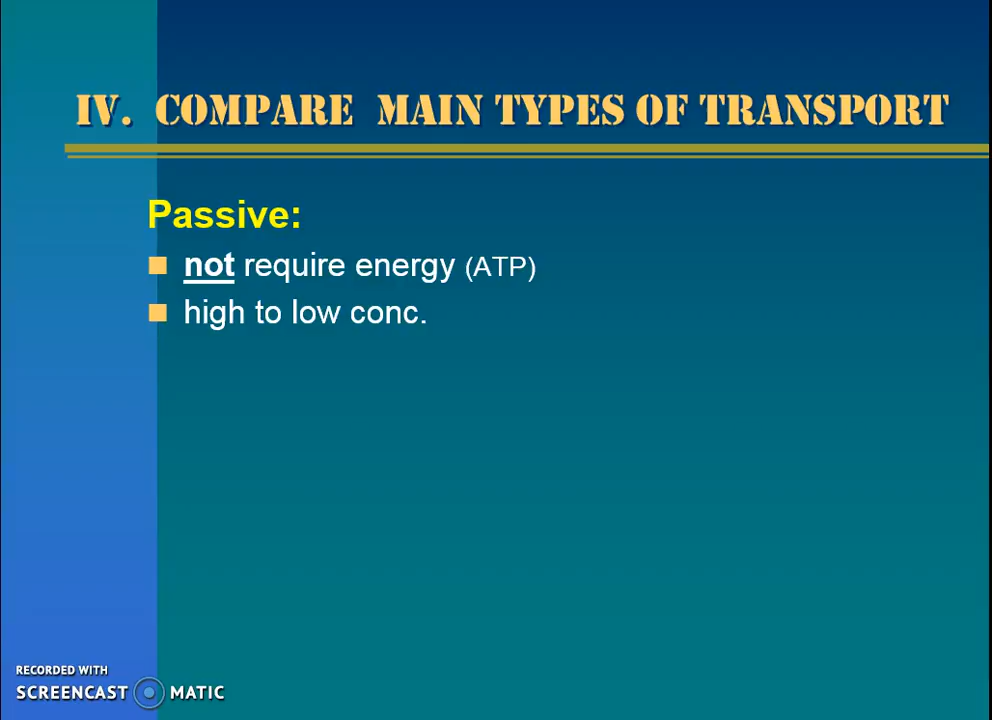 IV. COMPARE MAIN TYPES OF TRANSPORT
Passive:
not require energy (ATP)
high to low conc.
RECORDED WITH
SCREENCAST MATIC